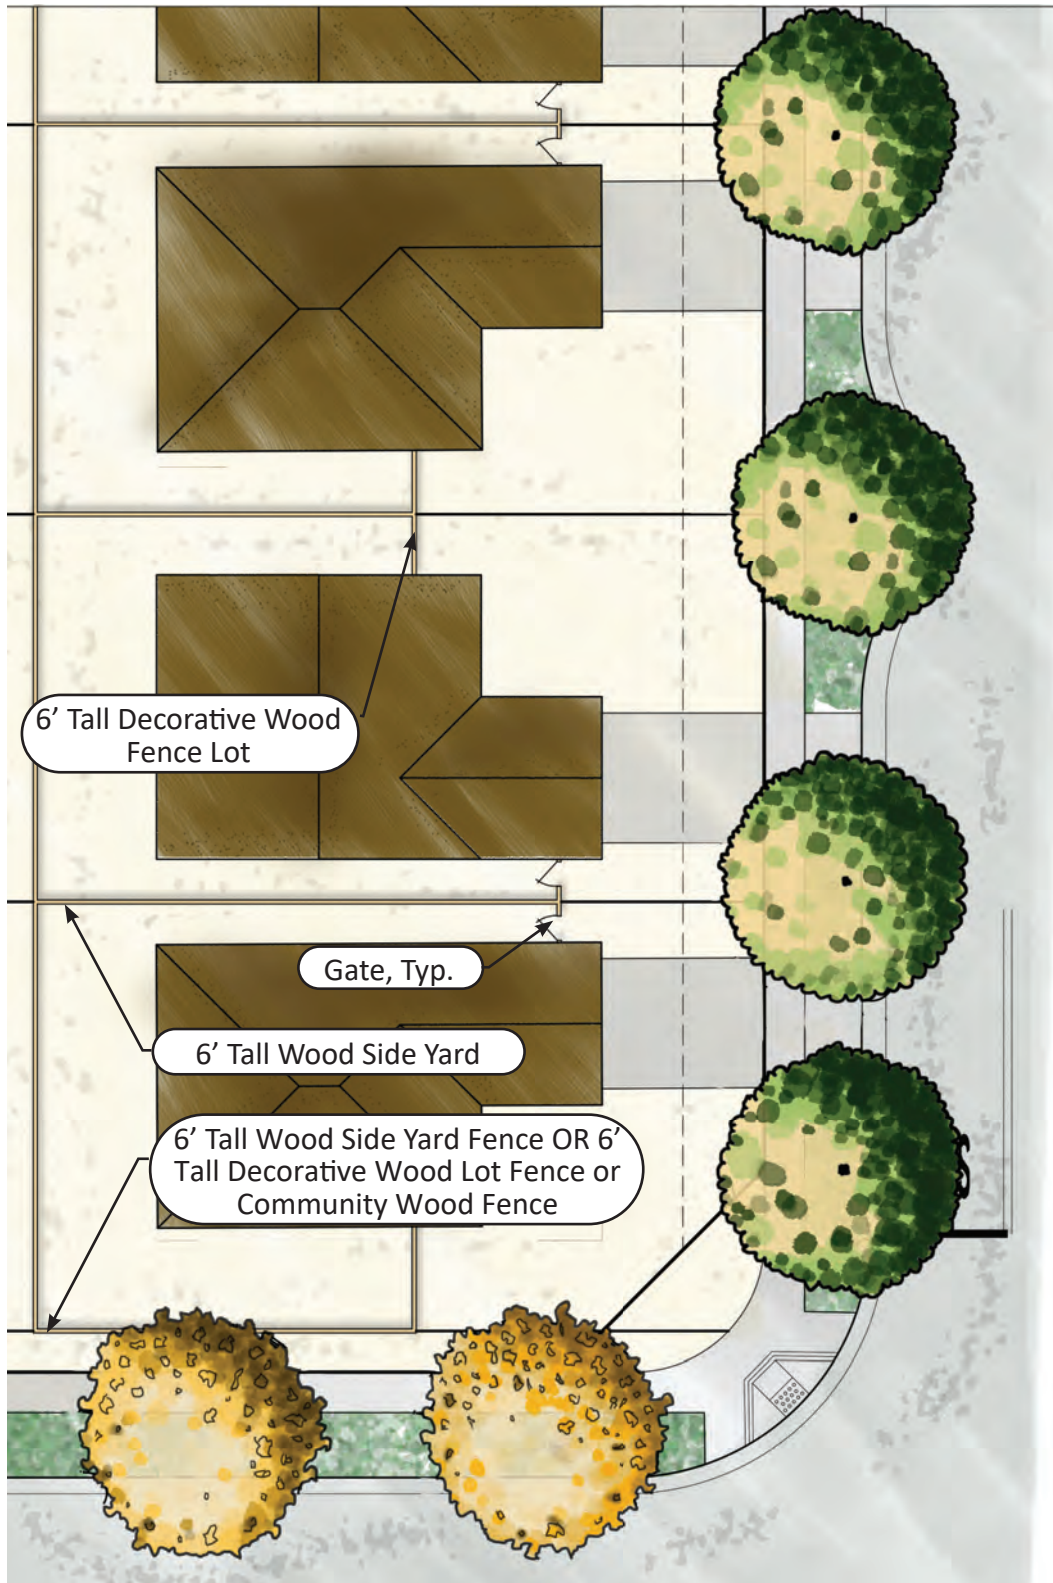 6’ Tall Decorative Wood
Fence Lot
Gate, Typ.
6’ Tall Wood Side Yard
6’ Tall Wood Side Yard Fence OR 6’
Tall Decorative Wood Lot Fence or
Community Wood Fence